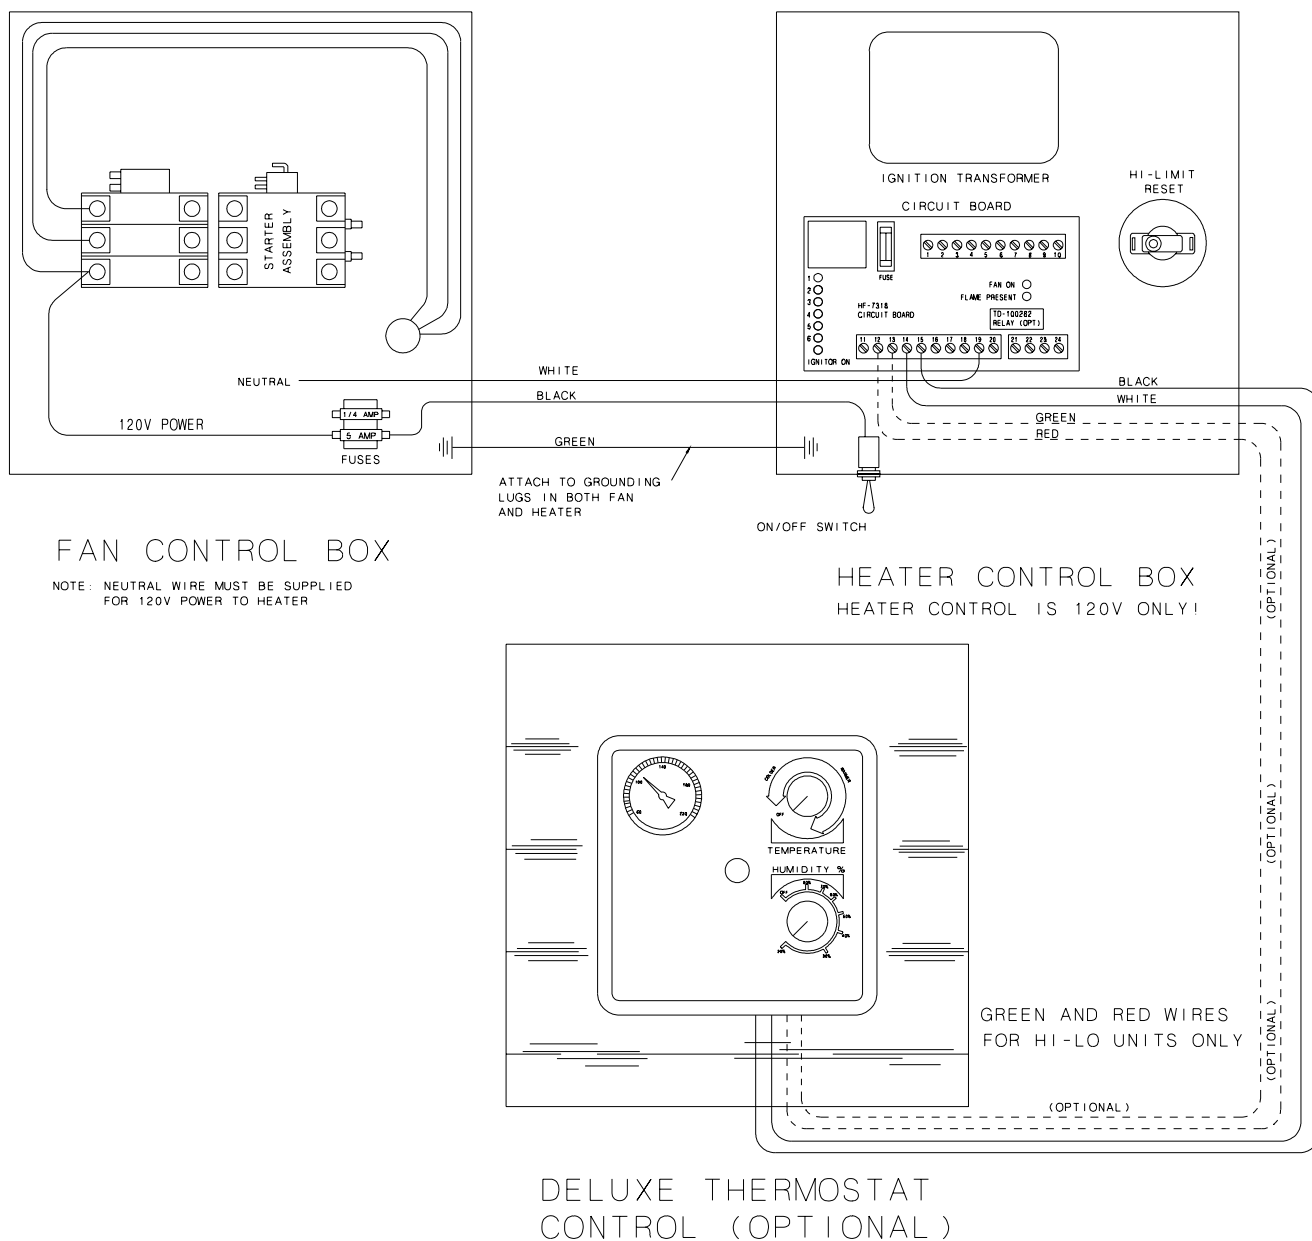 STARTER
ASSEMBLY
NEUTRAL
120V POWER
1/4 AMP
5 AMP
FUSES
WHITE
BLACK
GREEN
ATTACH TO GROUNDING
LUGS IN BOTH FAN
AND HEATER
FAN CONTROL BOX
NOTE: NEUTRAL WIRE MUST BE SUPPLIED
FOR 120V POWER TO HEATER
IGNITION TRANSFORMER
HI-LIMIT
RESET
CIRCUIT BOARD
FUSE
1 2 3 4 5 6 7 8 9 10
1
2
3
4
5
6
IGNITOR ON
FAN ON
FLAME PRESENT
HF-7318
CIRCUIT BOARD
TD-100282
RELAY (OPT)
11 12 13 14 15 16 17 18 19 20
21 22 23 24
BLACK
WHITE
GREEN
RED
ON/OFF SWITCH
HEATER CONTROL BOX
HEATER CONTROL IS 120V ONLY!
(OPTIONAL)
(OPTIONAL)
(OPTIONAL)
COLDER
WARMER
OFF
TEMPERATURE
HUMIDITY %
OFF
140
GREEN AND RED WIRES
FOR HI-LO UNITS ONLY
(OPTIONAL)
DELUXE THERMOSTAT
CONTROL (OPTIONAL)